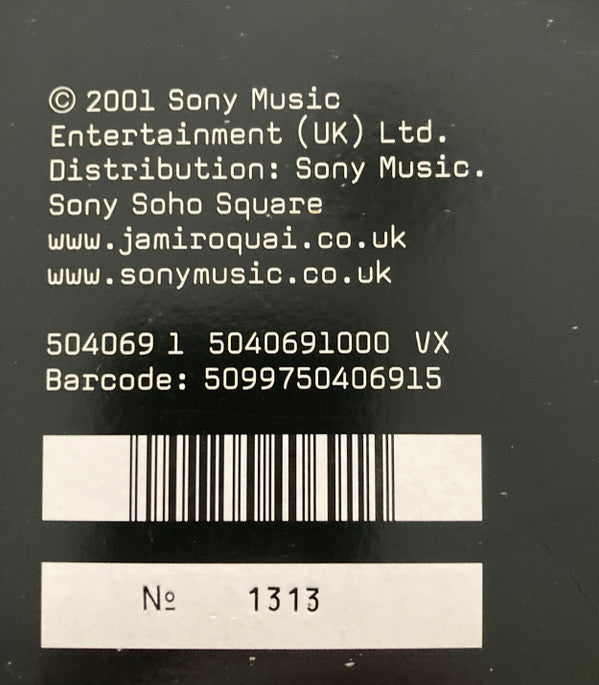 © 2001 Sony Music
Entertainment (UK) Ltd.
Distribution: Sony Music.
Sony Soho Square
www.jamiroquai.co.uk
www.sonymusic.co.uk
504069 1 5040691000 VX
Barcode: 5099750406915
№ 1313